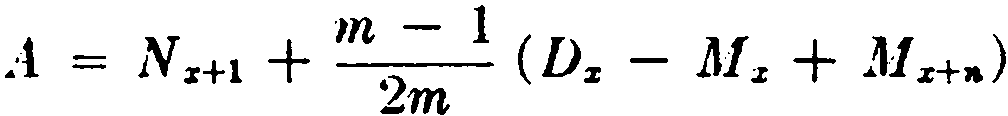 A = N_{x+1} + \frac{m - 1}{2m} (D_x - M_x + M_{x+n})